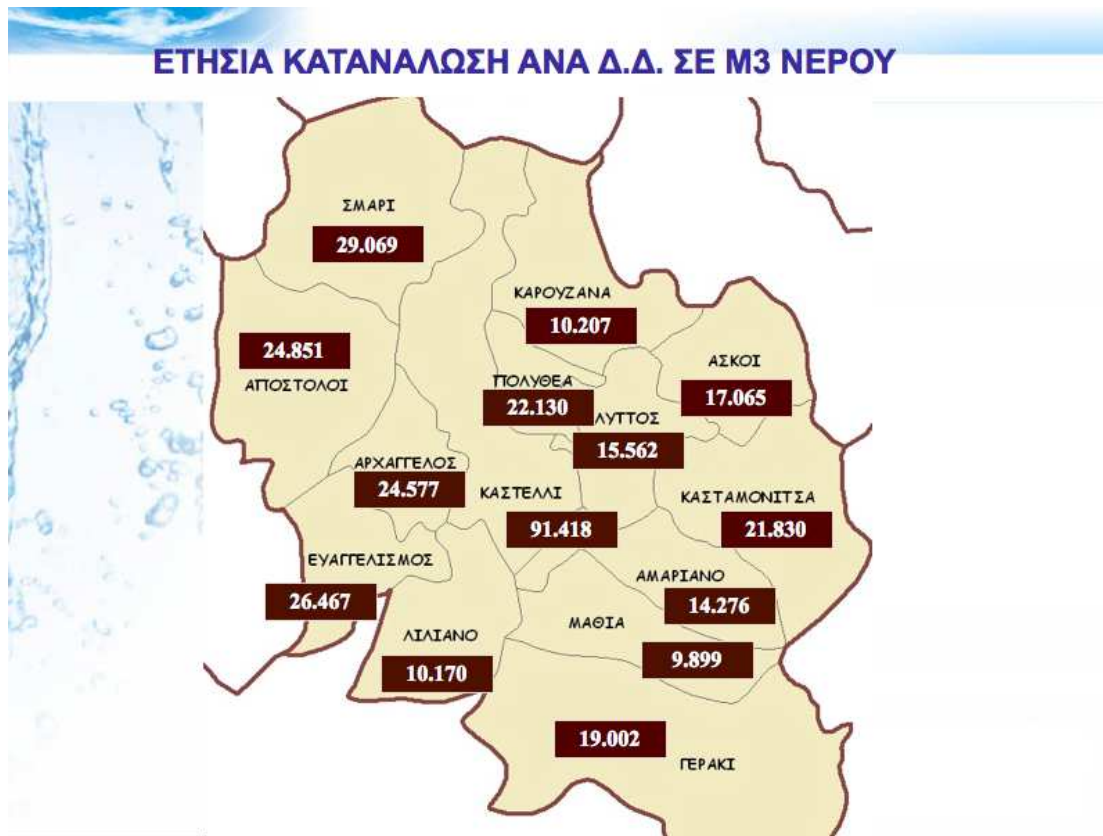 ΕΤΗΣΙΑ ΚΑΤΑΝΑΛΩΣΗ ΑΝΑ Δ.Δ. ΣΕ Μ3 ΝΕΡΟΥ
ΣΜΑΡΙ
29.069
ΚΑΡΟΥΖΑΝΑ
10.207
24.851
ΑΠΟΣΤΟΛΟΙ
ΑΣΚΟΙ
17.065
ΠΟΛΥΘΕΑ
22.130
ΛΥΤΤΟΣ
15.562
ΑΡΧΑΓΓΕΛΟΣ
24.577
ΚΑΣΤΕΛΛΙ
91.418
ΚΑΣΤΑΜΟΝΙΤΣΑ
21.830
ΕΥΑΓΓΕΛΙΣΜΟΣ
26.467
ΑΜΑΡΙΑΝΟ
14.276
ΜΑΘΙΑ
9.899
ΛΙΛΙΑΝΟ
10.170
19.002
ΓΕΡΑΚΙ